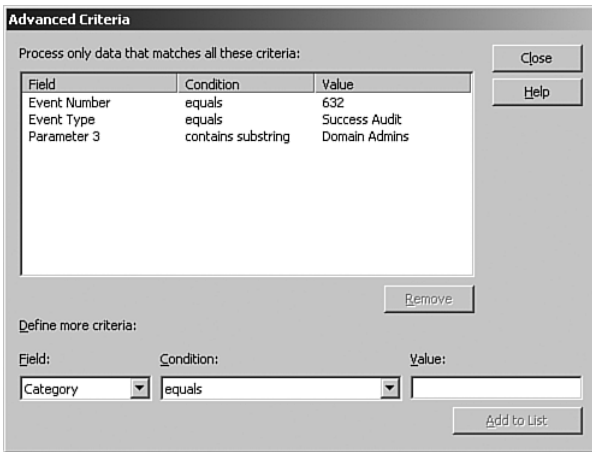 Advanced Criteria
Process only data that matches all these criteria:
Close
Help
Field Condition Value
Event Number equals 632
Event Type equals Success Audit
Parameter 3 contains substring Domain Admins
Remove
Define more criteria:
Field: Condition: Value:
Category equals
Add to List